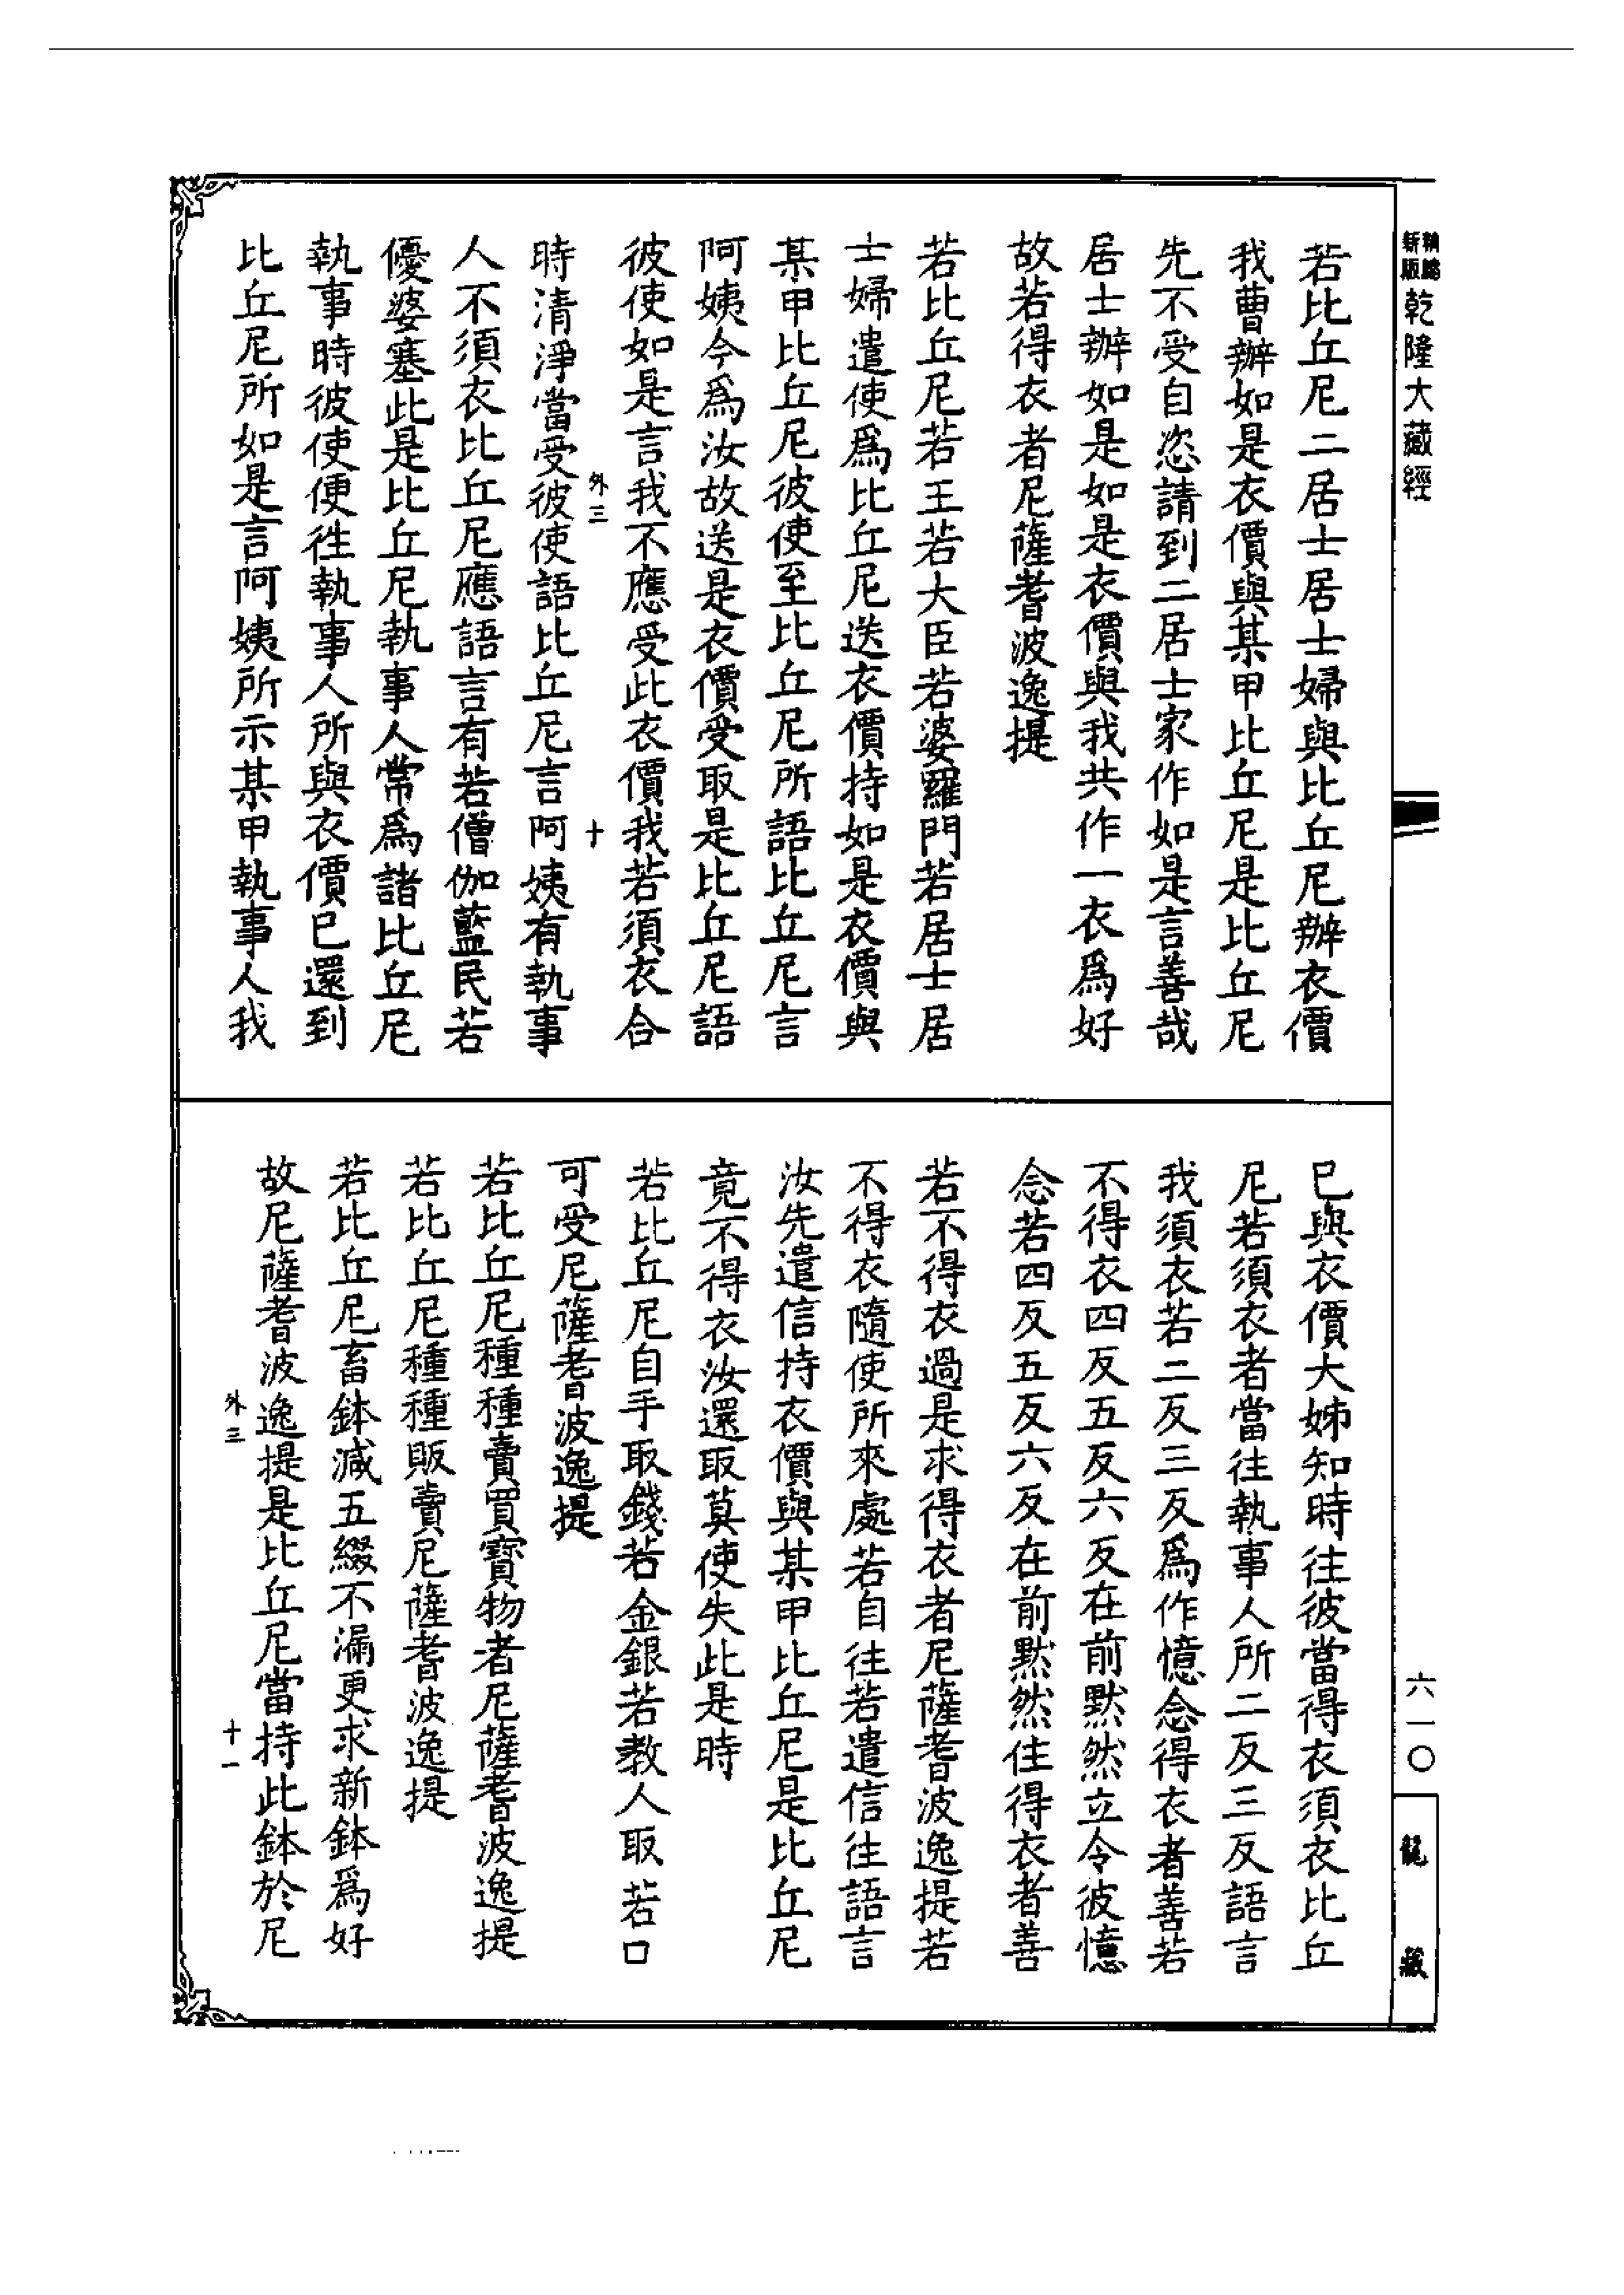 新編
新版
乾隆大藏經
若比丘尼二居士居士婦與比丘尼辦衣價
我曹辦如是衣價與某甲比丘尼是比丘尼
先不受自恣請到二居士家作如是言善哉
居士辦如是如是衣價與我共作一衣爲好
故若得衣者尼薩耆波逸提
若比丘尼若王若大臣若婆羅門若居士居
士婦遣使爲比丘尼送衣價持如是衣價與
某甲比丘尼彼使至比丘尼所語比丘尼言
阿姨今爲汝故送是衣價受取是比丘尼語
彼使如是言我不應受此衣價我若須衣合
外三
十
時清淨當受彼使語比丘尼言阿姨有執事
人不須衣比丘尼應語言有若僧伽藍民若
優婆塞此是比丘尼執事人常爲諸比丘尼
執事時彼使便徃執事人所與衣價已還到
比丘尼所如是言阿姨所示某甲執事人我
已與衣價大姊知時往彼當得衣須衣比丘
尼若須衣者當往執事人所二反三反語言
我須衣若二反三反爲作憶念得衣者善若
不得衣四反五反六反在前默然立令彼憶
念若四反五反六反在前默然住得衣者善
若不得衣過是求得衣者尼薩耆波逸提若
不得衣隨使所來處若自往若遣信往語言
汝先遣信持衣價與某甲比丘尼是比丘尼
竟不得衣汝還取莫使失此是時
若比丘尼自手取錢若金銀若教人取若口
可受尼薩耆波逸提
若比丘尼種種賣買寶物者尼薩耆波逸提
若比丘尼種種販賣尼薩耆波逸提
若比丘尼畜鉢減五綴不漏更求新鉢爲好
故尼薩耆波逸提是比丘尼當持此鉢於尼
外三
十一
六一〇
龍藏